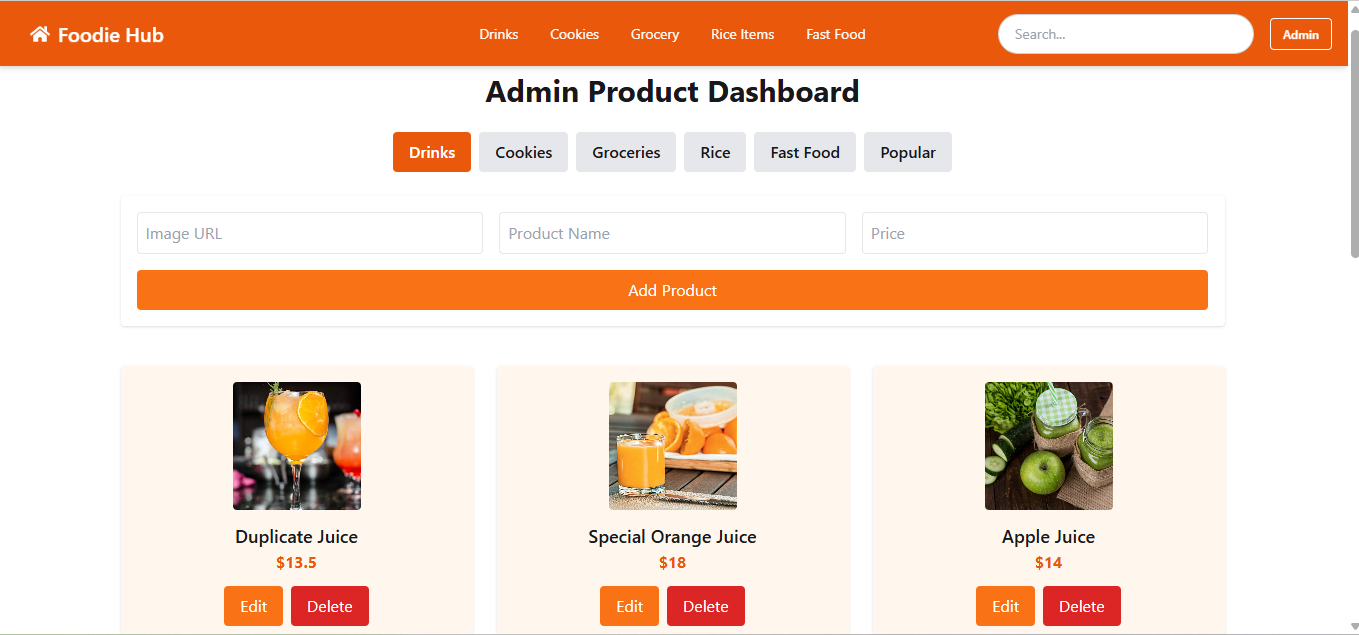 Foodie Hub
Drinks
Cookies
Grocery
Rice Items
Fast Food
Search...
Admin
Admin Product Dashboard
Drinks
Cookies
Groceries
Rice
Fast Food
Popular
Image URL
Product Name
Price
Add Product
Duplicate Juice
$13.5
Edit
Delete
Special Orange Juice
$18
Edit
Delete
Apple Juice
$14
Edit
Delete